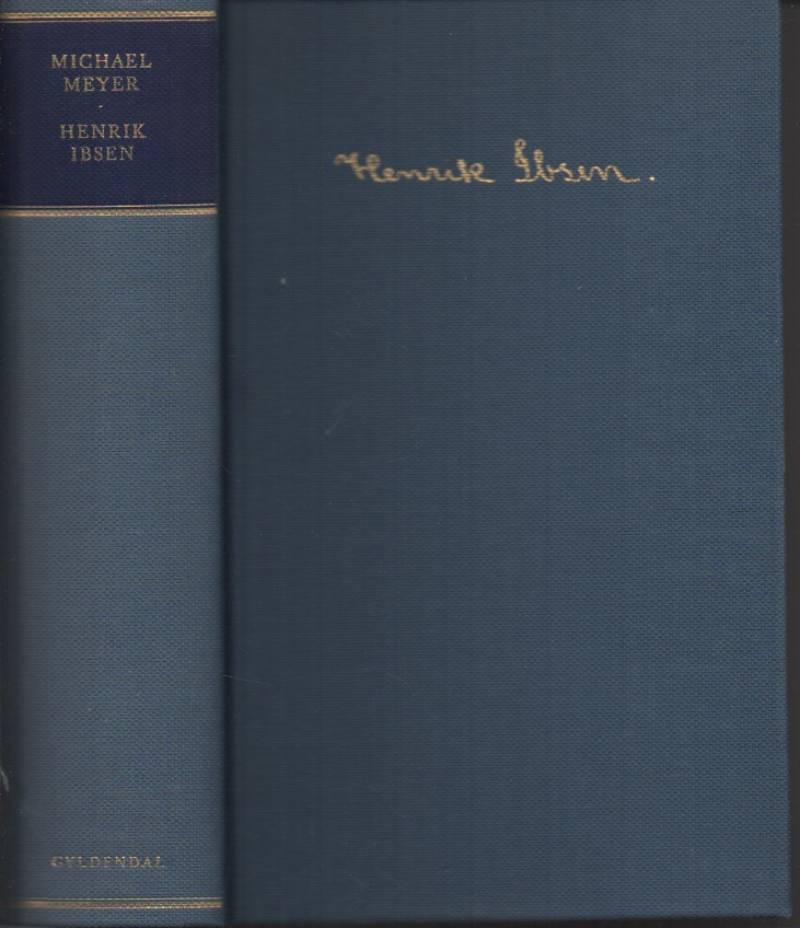 MICHAEL
MEYER
-
HENRIK
IBSEN
GYLDENDAL
Henrik Ibsen.